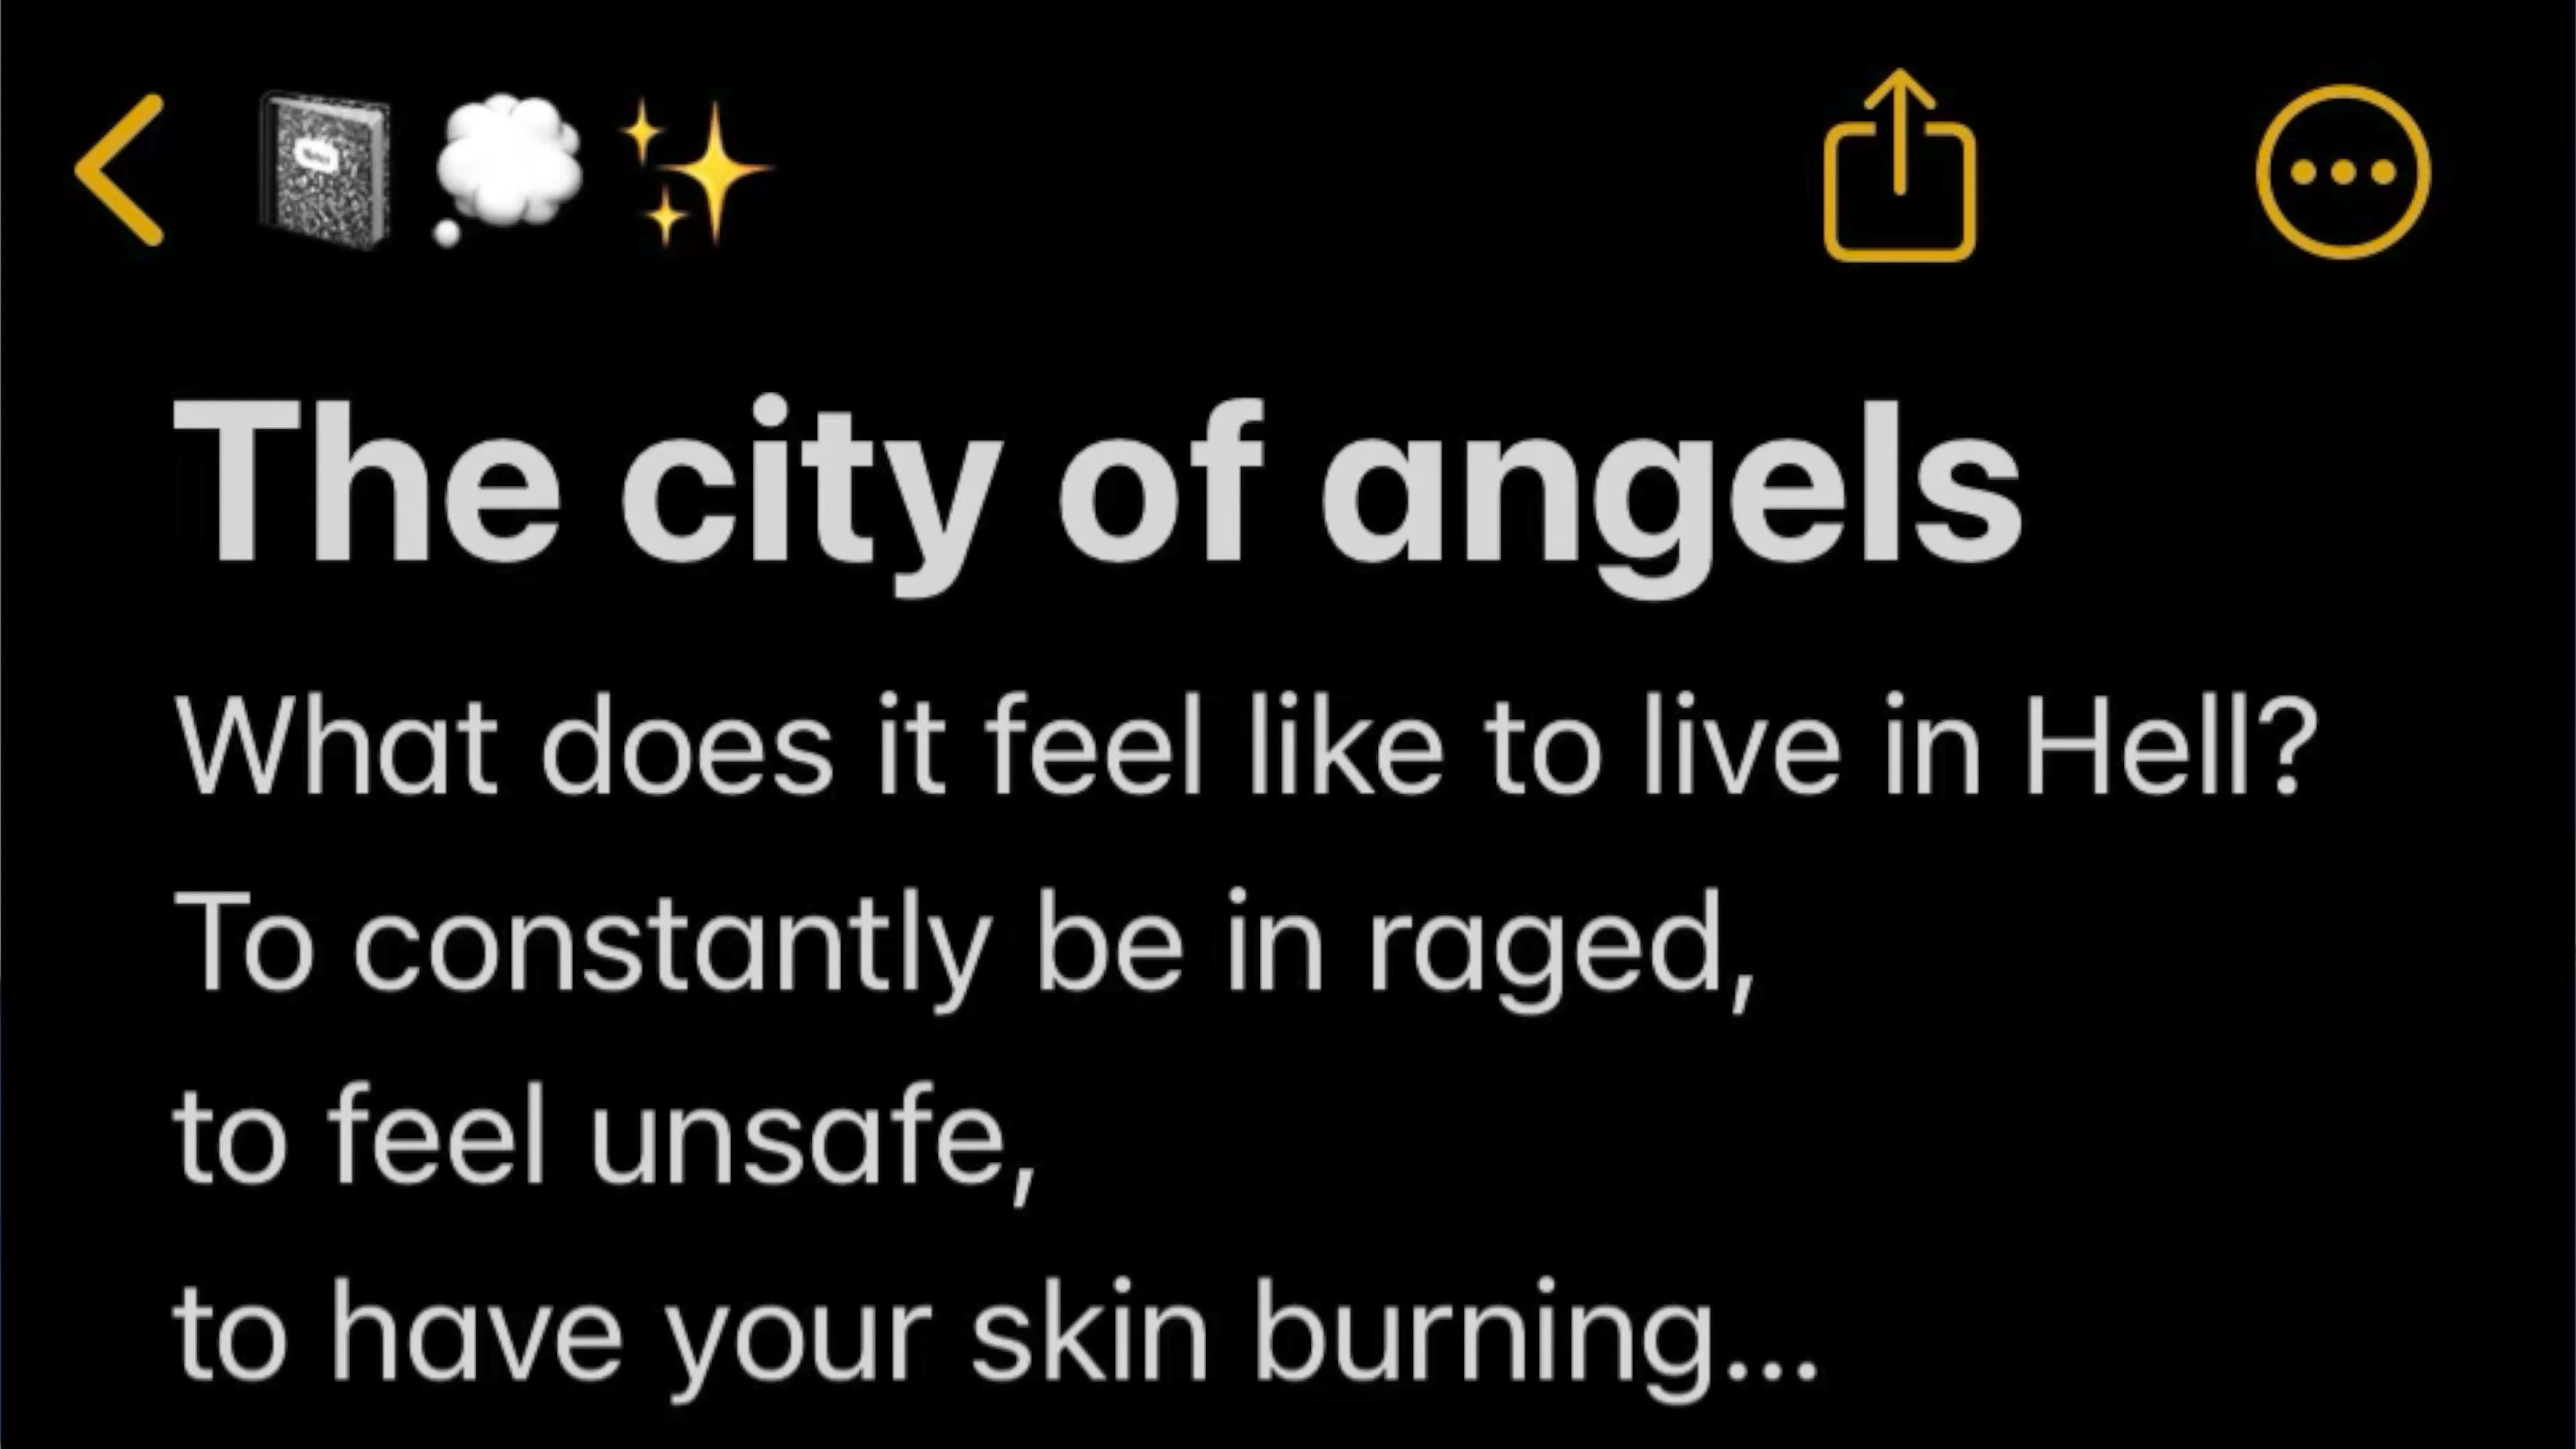 The city of angels
What does it feel like to live in Hell?
To constantly be in raged,
to feel unsafe,
to have your skin burning...